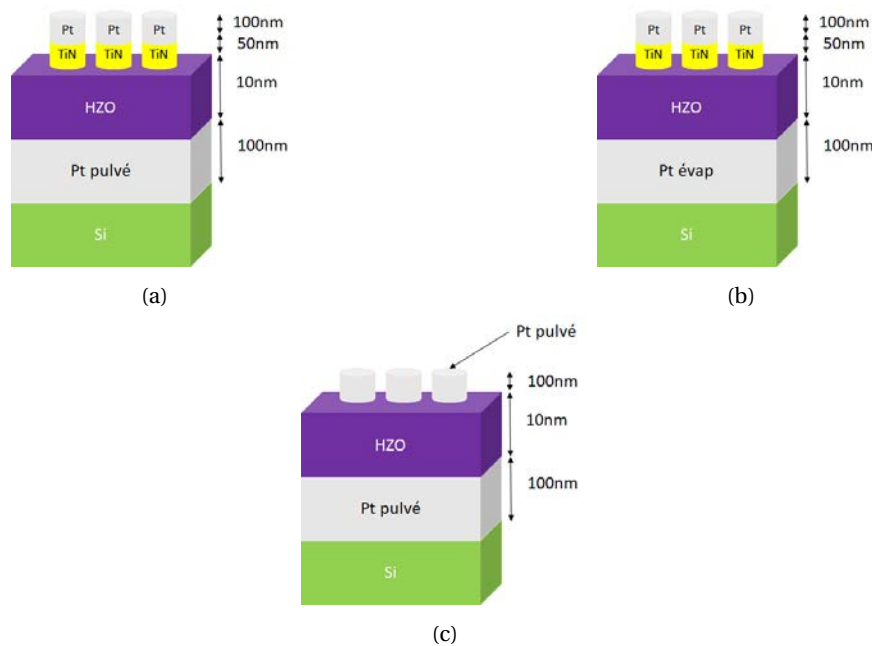 Pt Pt Pt 100nm
TiN TiN TiN 50nm
10nm
HZO
100nm
Pt pulvé
Si
(a)
Pt Pt Pt 100nm
TiN TiN TiN 50nm
10nm
HZO
100nm
Pt évap
Si
(b)
Pt pulvé
100nm
10nm
HZO
100nm
Pt pulvé
Si
(c)